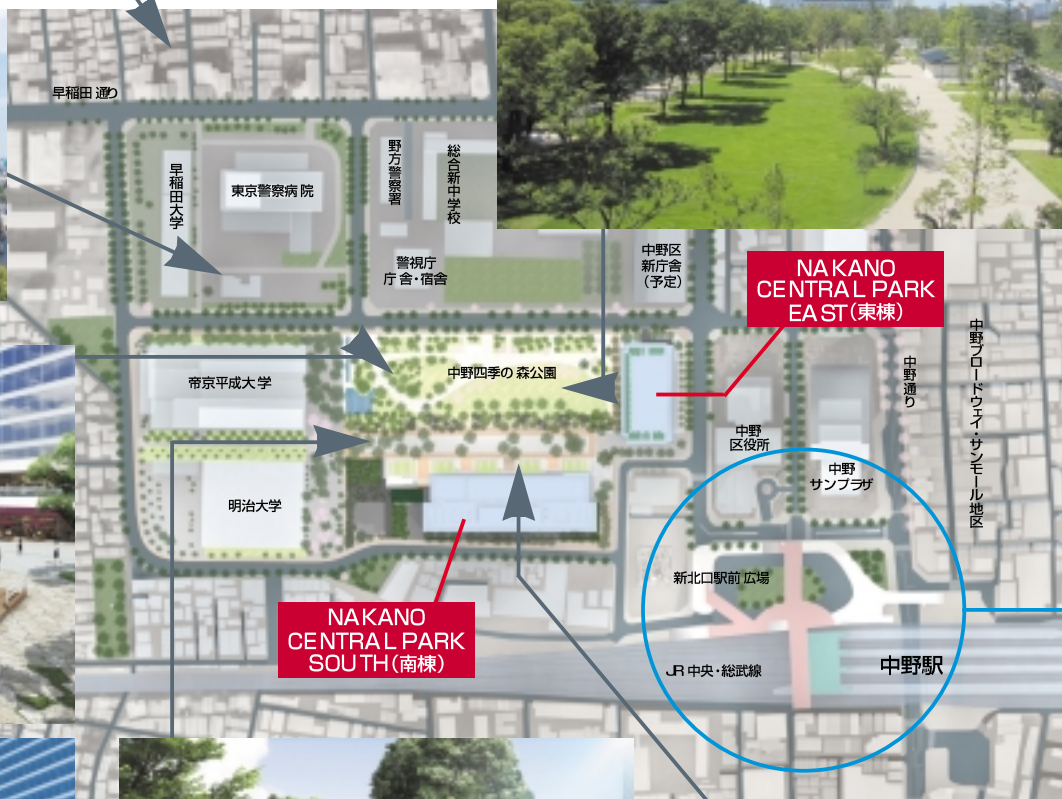 早稲田通り
早稲田大学
東京警察病院
野方警察署
総合新中学校
警視庁
庁舎・宿舎
中野区
新庁舎
（予定）
NAKANO
CENTRAL PARK
EAST（東棟）
帝京平成大学
中野四季の森公園
中野通り
中野ブロードウェイ・サンモール地区
中野
区役所
中野
サンプラザ
明治大学
新北口駅前広場
NAKANO
CENTRAL PARK
SOUTH（南棟）
JR中央・総武線
中野駅